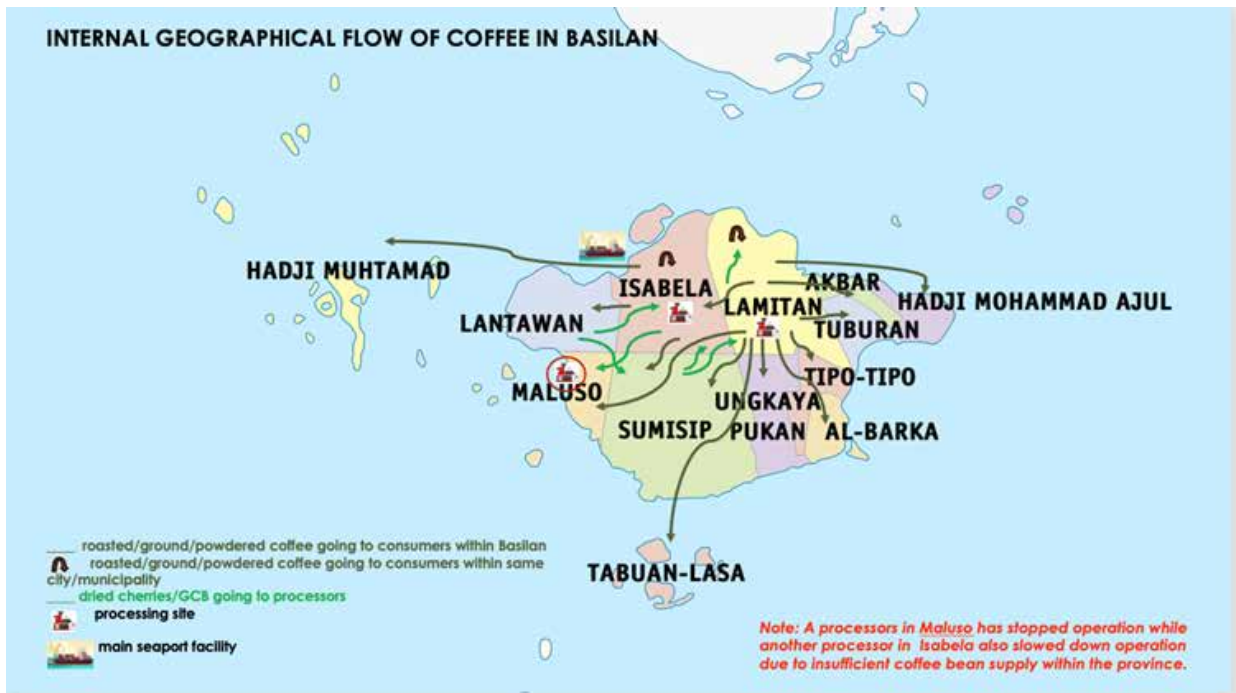 INTERNAL GEOGRAPHICAL FLOW OF COFFEE IN BASILAN
HADJI MUHTAMAD
ISABELA
AKBAR
LAMITAN
HADJI MOHAMMAD AJUL
LANTAWAN
TUBURAN
TIPO-TIPO
MALUSO
UNGKAYA
SUMISIP
PUKAN
AL-BARKA
TABUAN-LASA
roasted/ground/powdered coffee going to consumers within Basilan
roasted/ground/powdered coffee going to consumers within same
city/municipality
dried cherries/GCB going to processors
processing site
main seaport facility
Note: A processors in Maluso has stopped operation while
another processor in Isabela also slowed down operation
due to insufficient coffee bean supply within the province.